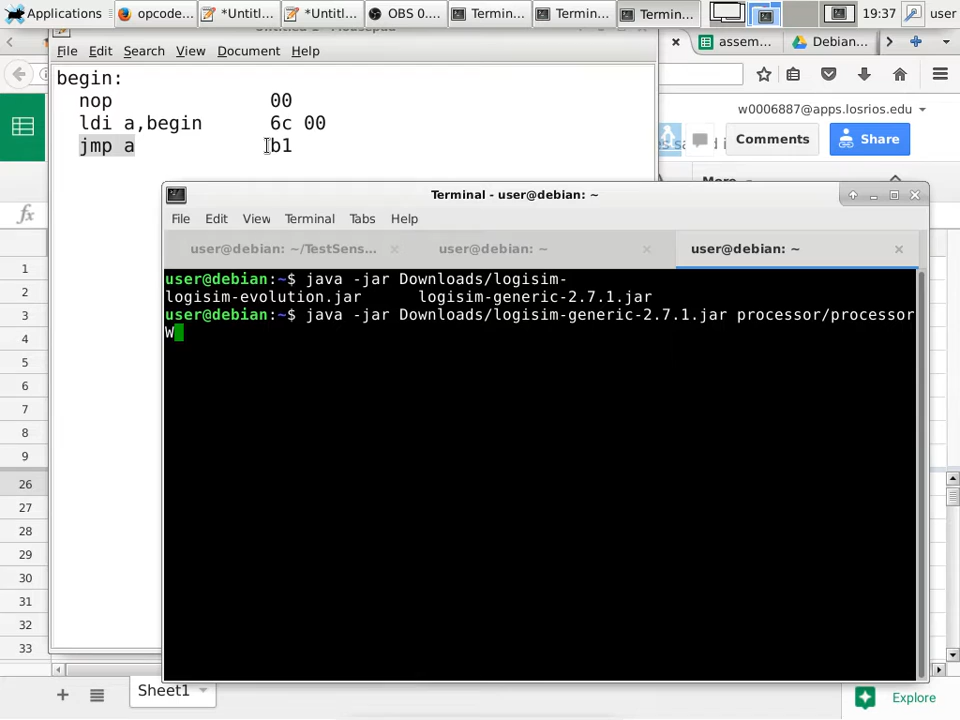 Applications
opcode...
*Untitl...
*Untitl...
OBS 0....
Termin...
Termin...
Termin...
19:37
user
File Edit Search View Document Help
begin:
nop 00
ldi a,begin 6c 00
jmp a b1
assem...
Debian...
w0006887@apps.losrios.edu
Comments
Share
More
fx
Terminal - user@debian: ~
File Edit View Terminal Tabs Help
user@debian: ~/TestSens...
user@debian: ~
user@debian: ~
user@debian:~$ java -jar Downloads/logisim-
logisim-evolution.jar logisim-generic-2.7.1.jar
user@debian:~$ java -jar Downloads/logisim-generic-2.7.1.jar processor/processor
W
1
2
3
4
5
6
7
8
9
26
27
28
29
30
31
32
33
Sheet1
Explore